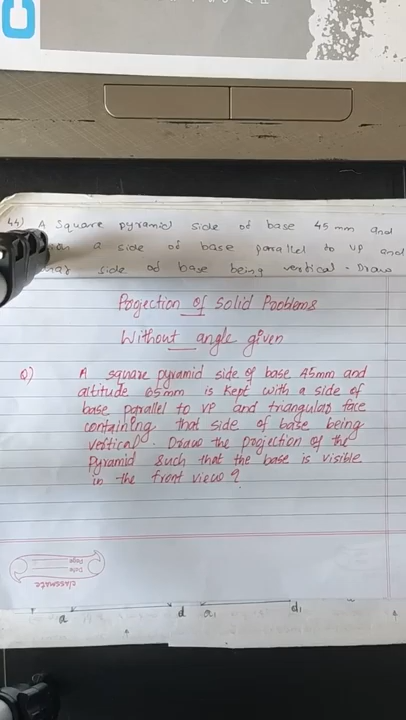 44) A Square pyramid side of base 45 mm and
a side of base parallel to VP and
side of base being vertical. Draw
Projection of Solid Problems
Without angle given
Q) A square pyramid side of base 45mm and
altitude 65mm is kept with a side of
base parallel to VP and triangular face
containing that side of base being
vertical. Draw the projection of the
pyramid such that the base is visible
in the front view?
classmate
Date
Page
a d a1 d1